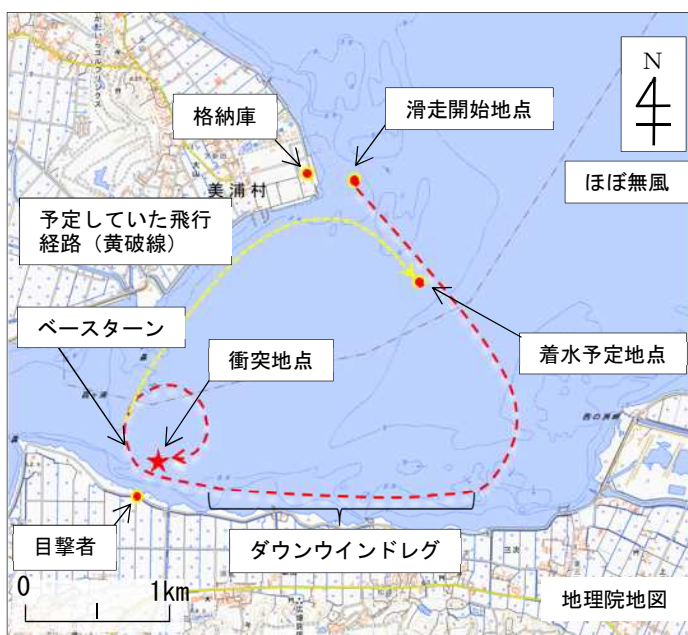 N
滑走開始地点
格納庫
ほぼ無風
美浦村
予定していた飛行
経路（黄破線）
ベースターン
衝突地点
着水予定地点
目撃者
ダウンウインドレグ
0 1km
地理院地図